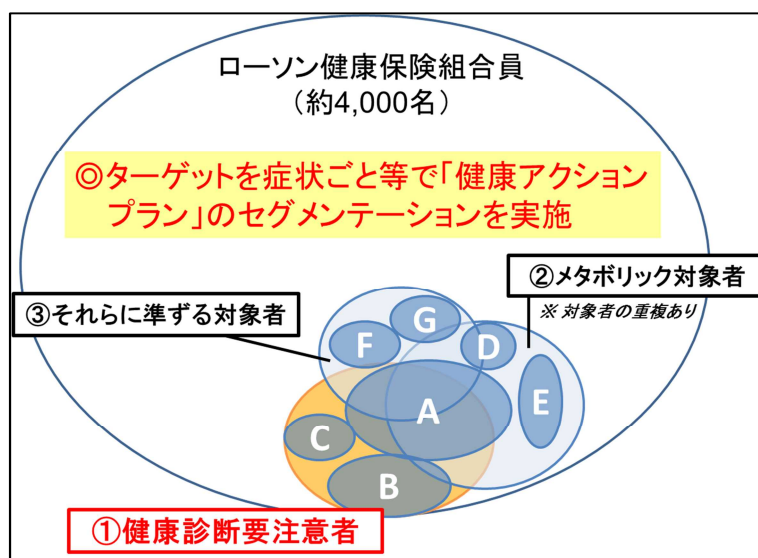 ローソン健康保険組合員
（約4,000名）
◎ターゲットを症状ごと等で「健康アクション
プラン」のセグメンテーションを実施
②メタボリック対象者
※ 対象者の重複あり
③それらに準ずる対象者
G
F
D
A
E
C
B
①健康診断要注意者